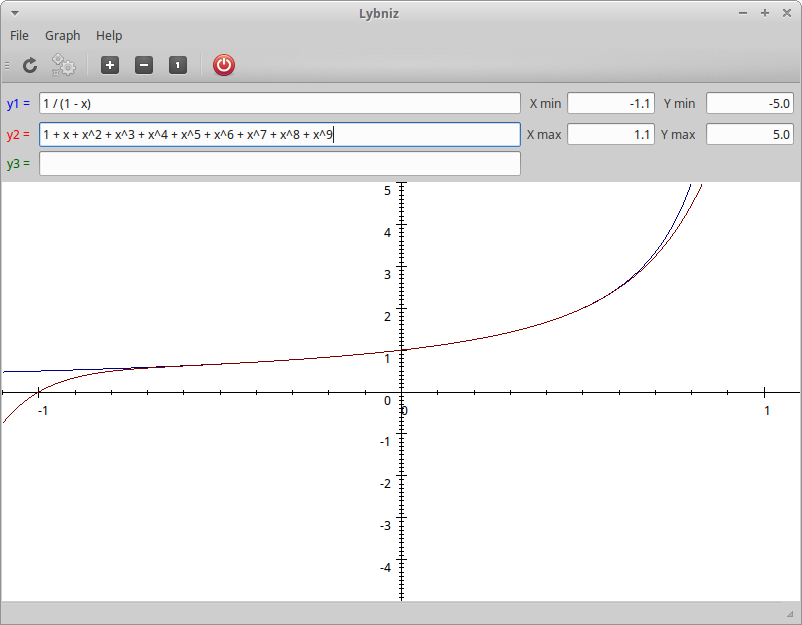 Lybniz
File Graph Help
1
y1 = 1 / (1 - x) X min -1.1 Y min -5.0
y2 = 1 + x + x^2 + x^3 + x^4 + x^5 + x^6 + x^7 + x^8 + x^9 X max 1.1 Y max 5.0
y3 =
5
4
3
2
1
0
-1 0 1
-1
-2
-3
-4